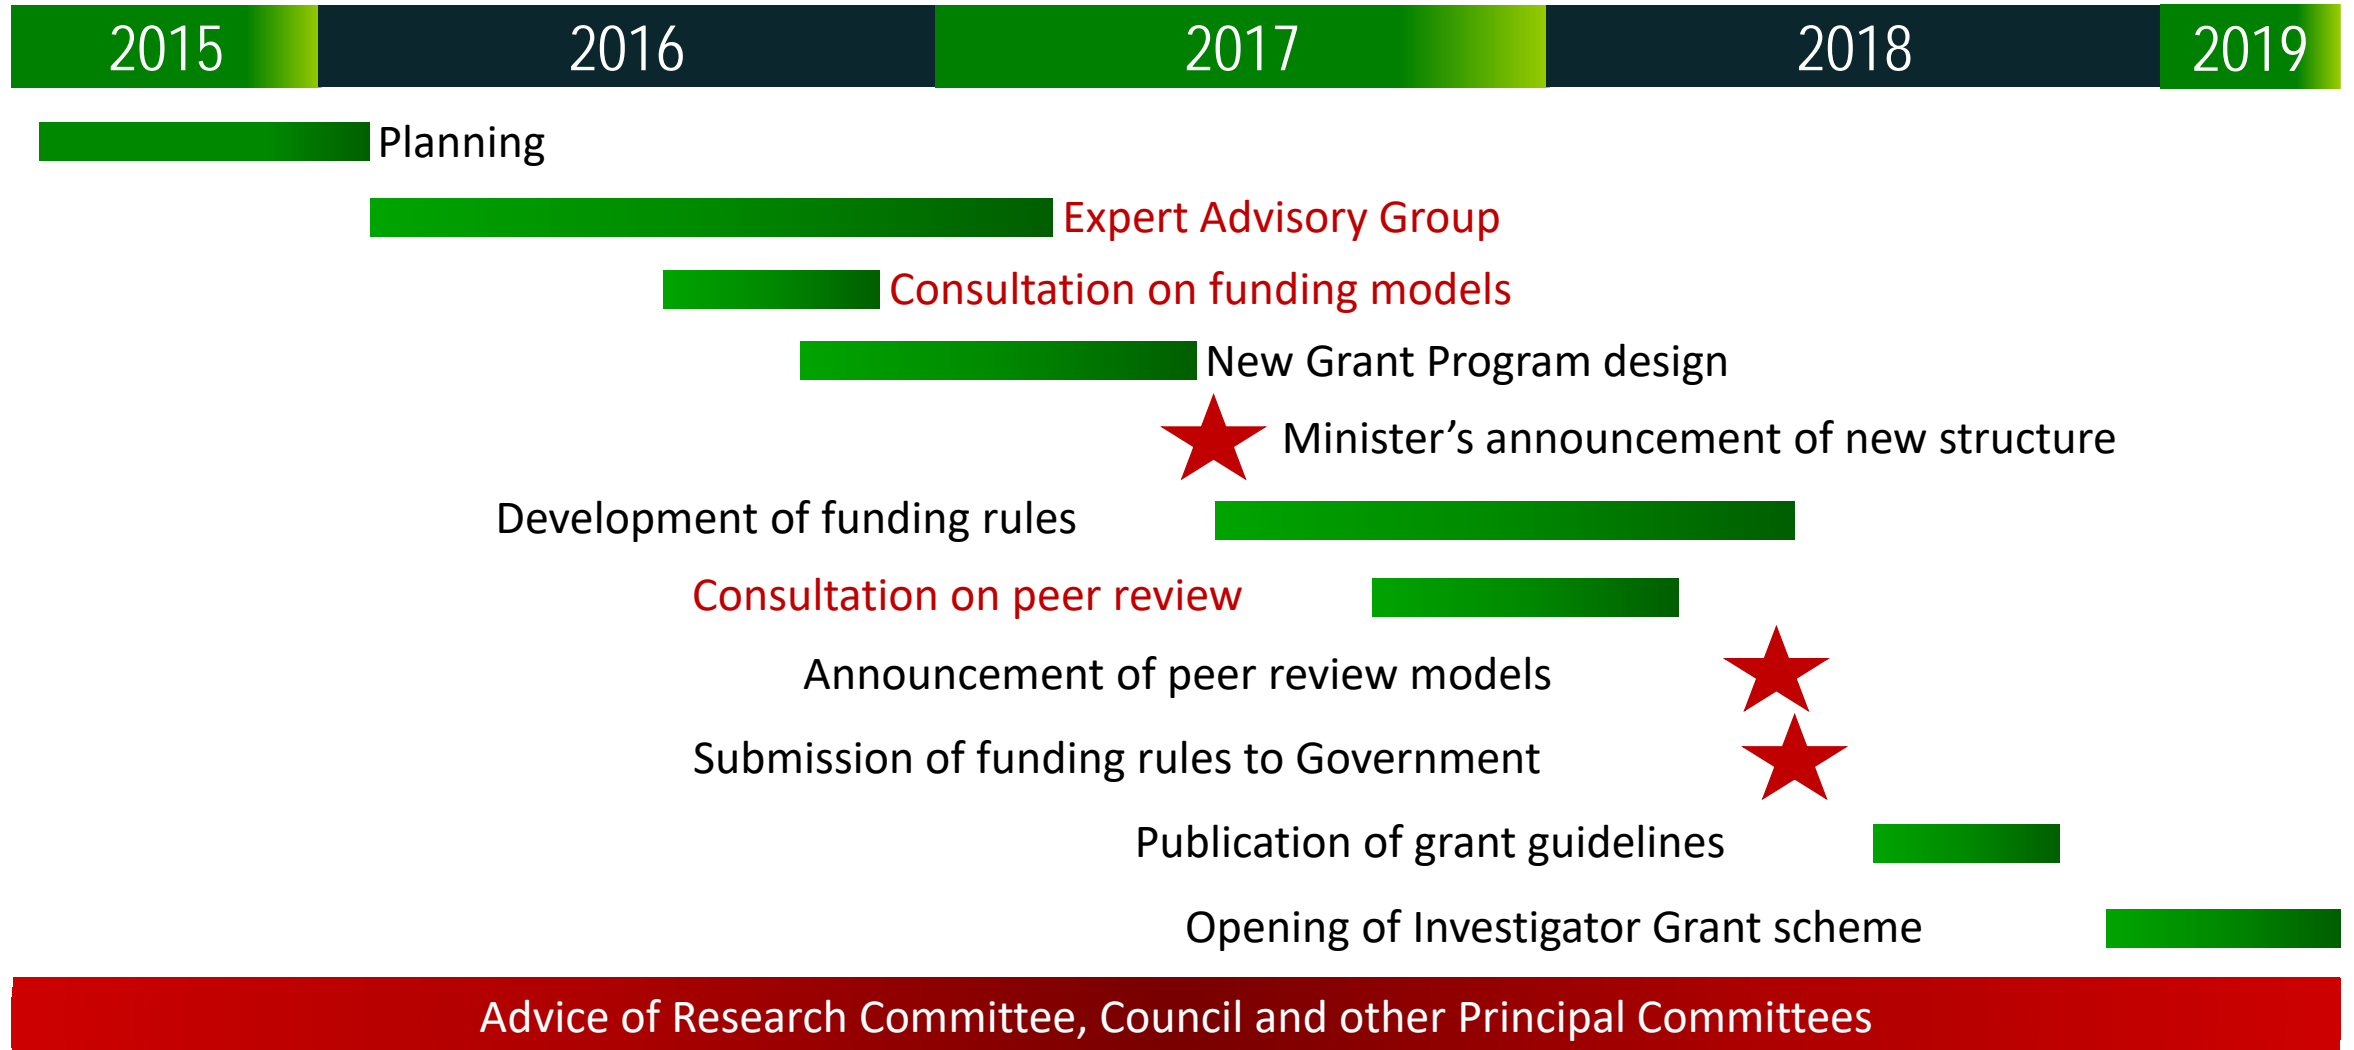 2015 2016 2017 2018 2019
Planning
Expert Advisory Group
Consultation on funding models
New Grant Program design
Minister’s announcement of new structure
Development of funding rules
Consultation on peer review
Announcement of peer review models
Submission of funding rules to Government
Publication of grant guidelines
Opening of Investigator Grant scheme
Advice of Research Committee, Council and other Principal Committees